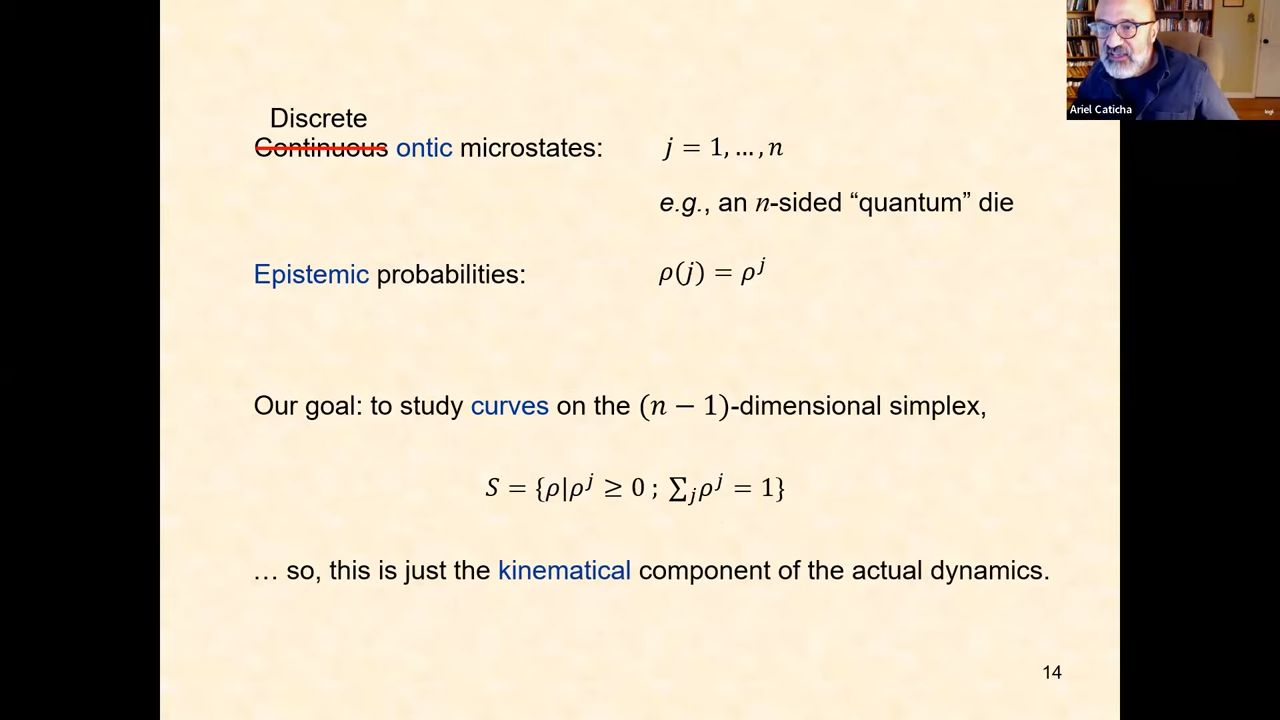 Ariel Caticha
Discrete
Continuous ontic microstates: j = 1, … , n
e.g., an n-sided “quantum” die
Epistemic probabilities: ρ(j) = ρ^j
Our goal: to study curves on the (n − 1)-dimensional simplex,
S = {ρ|ρ^j ≥ 0 ; ∑_j ρ^j = 1}
… so, this is just the kinematical component of the actual dynamics.
14